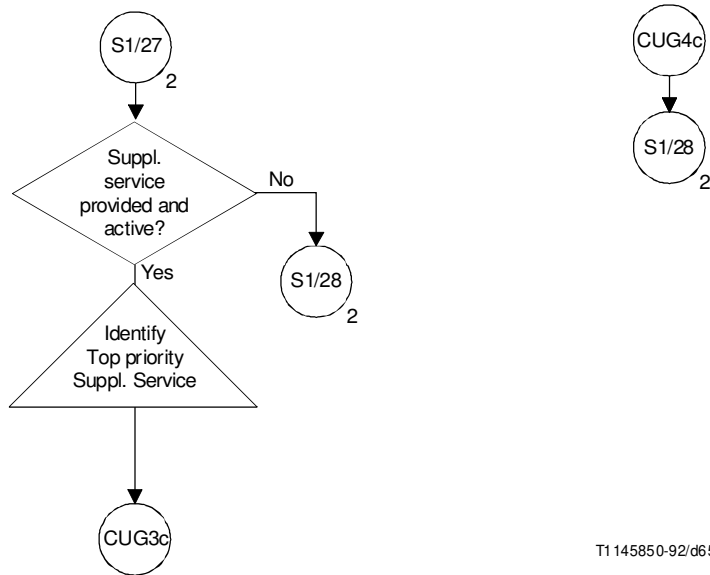 S1/27
2
Suppl.
service
provided and
active?
No
S1/28
2
Yes
Identify
Top priority
Suppl. Service
CUG3c
CUG4c
S1/28
2
T1145850-92/d65